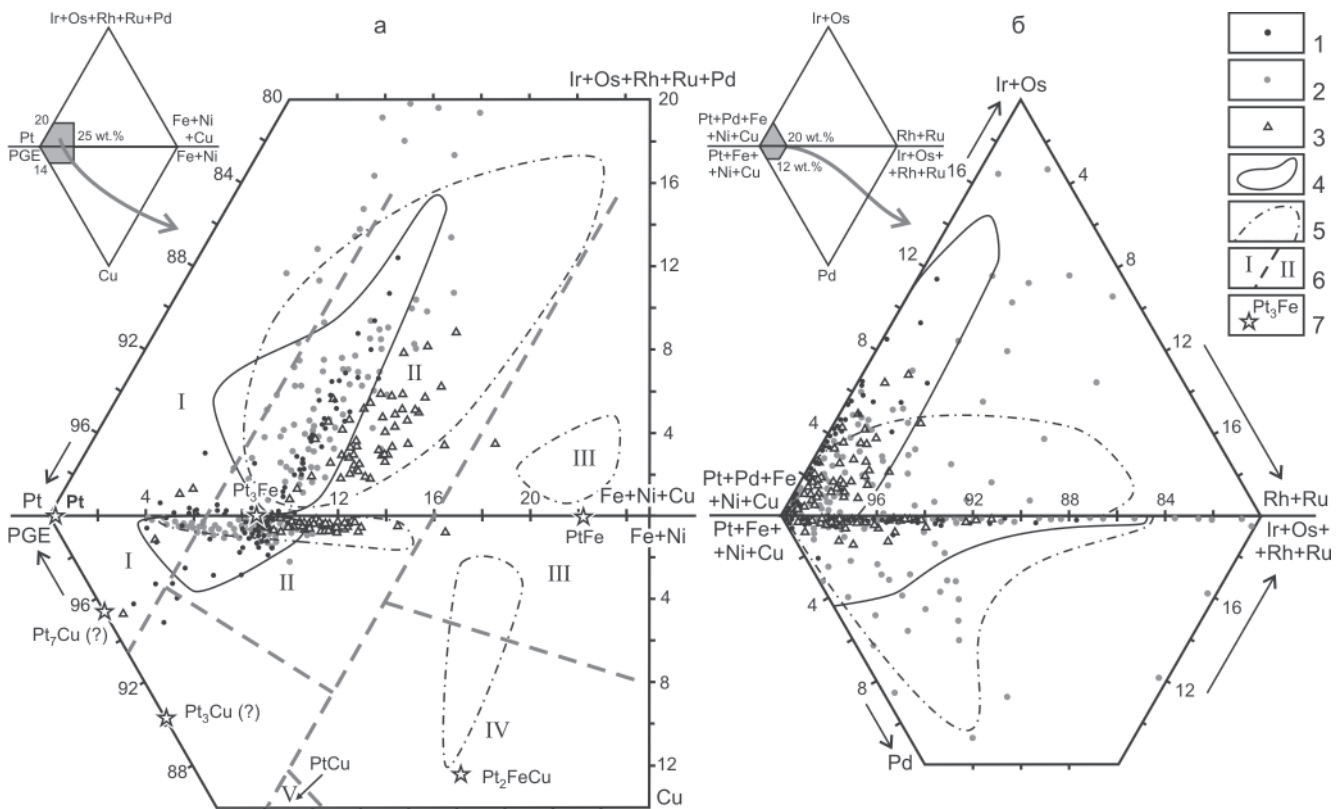 а
б
Ir+Os+Rh+Ru+Pd
20
Pt
PGE
14
25 wt.%
Fe+Ni
+Cu
Fe+Ni
Cu
Ir+Os
Pt+Pd+Fe
+Ni+Cu
Pt+Fe+
+Ni+Cu
20 wt.%
12 wt.%
Rh+Ru
Ir+Os+
+Rh+Ru
Pd
Ir+Os+Rh+Ru+Pd
80
84
88
92
96
20
16
12
8
4
I
II
III
Pt
Pt
PGE
4
Pt₃Fe
12
16
20
Fe+Ni+Cu
Fe+Ni
PtFe
I
II
III
IV
V
96
92
88
4
8
12
Pt₇Cu (?)
Pt₃Cu (?)
PtCu
Pt₂FeCu
Cu
Ir+Os
16
12
8
4
4
8
12
16
Pt+Pd+Fe
+Ni+Cu
Pt+Fe+
+Ni+Cu
96
92
88
84
Rh+Ru
Ir+Os+
+Rh+Ru
4
8
16
12
Pd
1
2
3
4
5
I II 6
Pt₃Fe 7